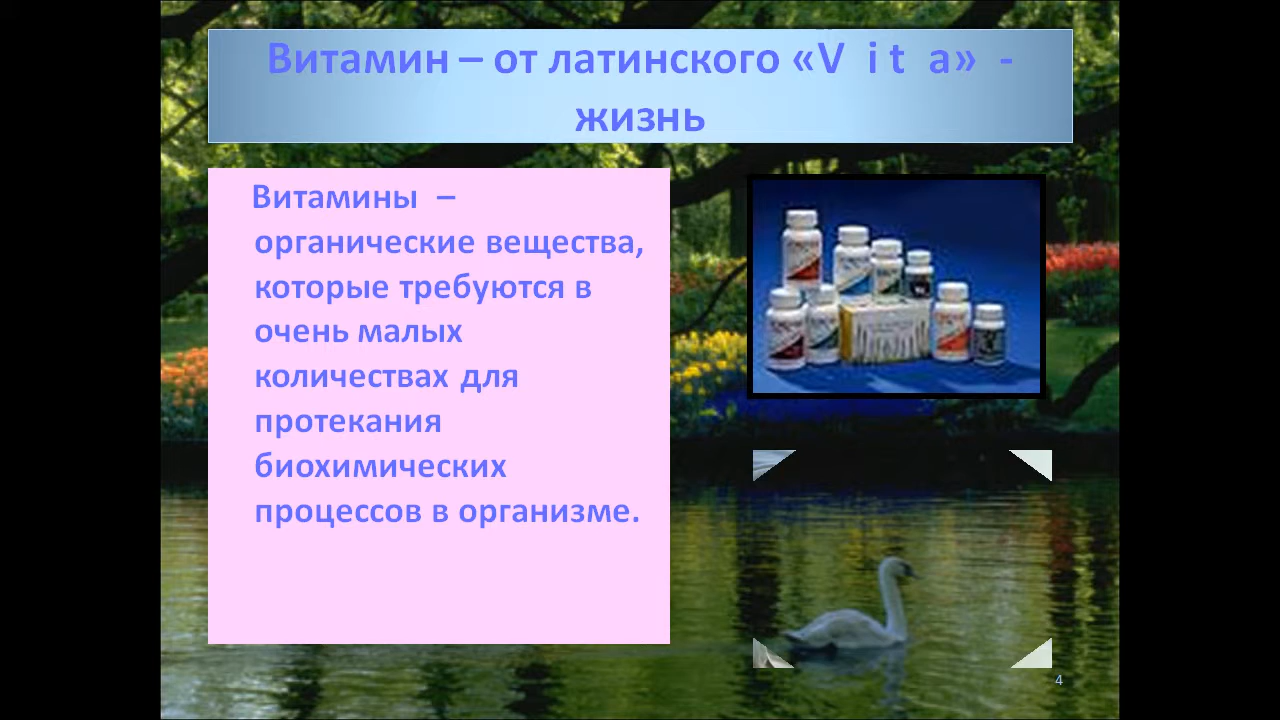 Витамин – от латинского «V i t a» -
жизнь
Витамины –
органические вещества,
которые требуются в
очень малых
количествах для
протекания
биохимических
процессов в организме.
4